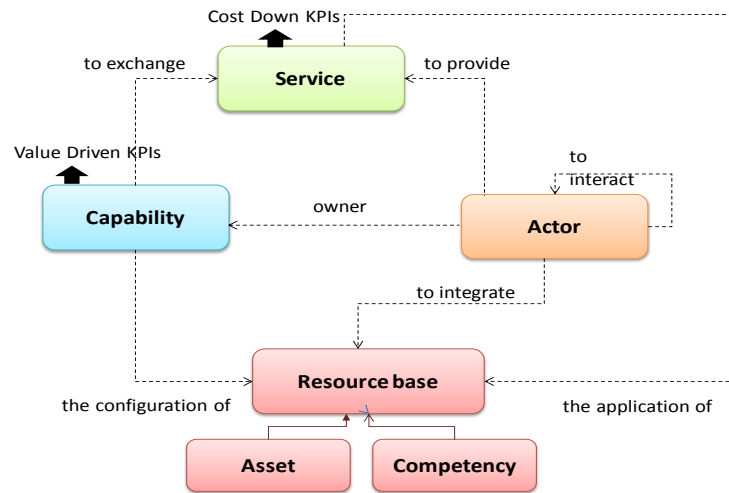 Cost Down KPIs
to exchange
Service
to provide
Value Driven KPIs
to
interact
Capability
owner
Actor
to integrate
Resource base
the configuration of
the application of
Asset
Competency